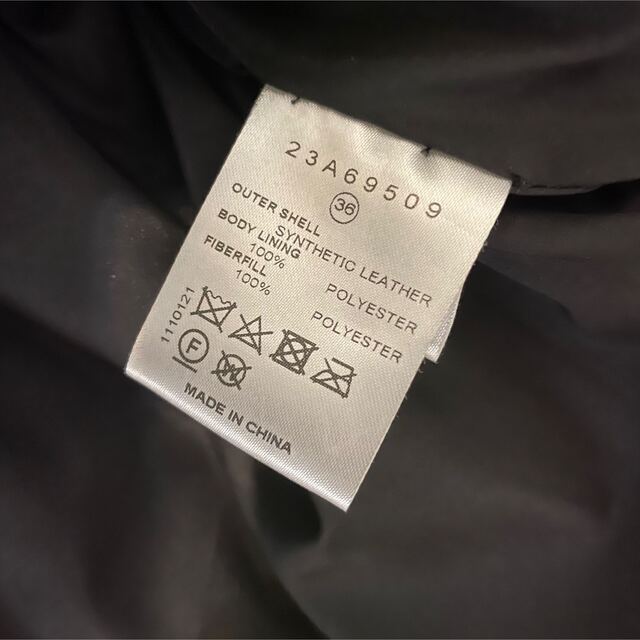 23A69509
36
OUTER SHELL
SYNTHETIC LEATHER
BODY LINING
100% POLYESTER
FIBERFILL
100% POLYESTER
1110121
F
W
MADE IN CHINA